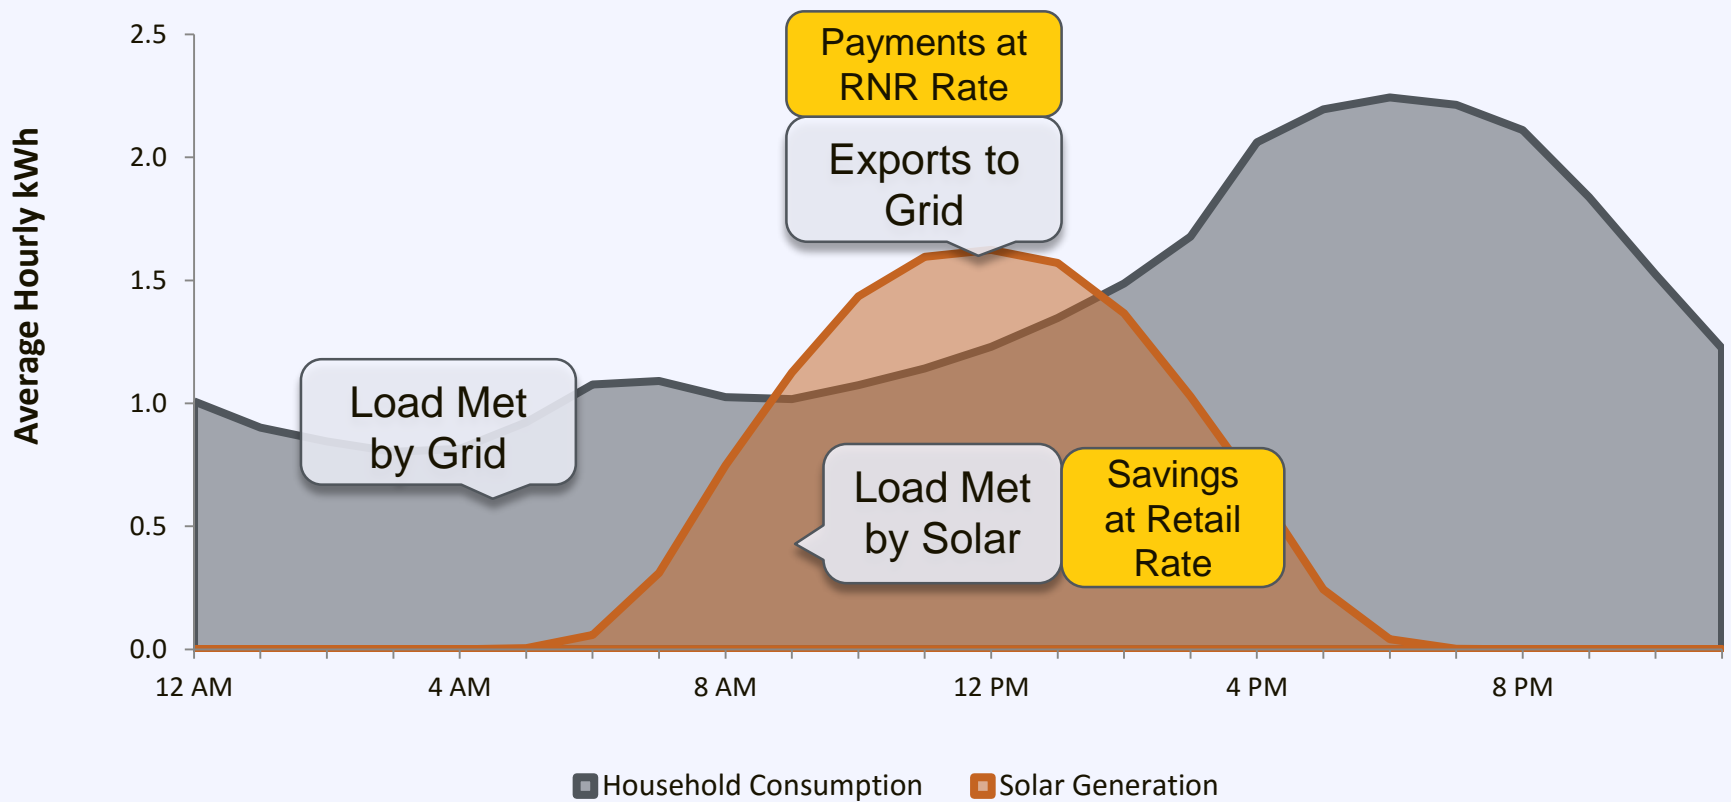 2.5
2.0
1.5
1.0
0.5
0.0
Average Hourly kWh
Payments at
RNR Rate
Exports to
Grid
Load Met
by Grid
Load Met
by Solar
Savings
at Retail
Rate
12 AM
4 AM
8 AM
12 PM
4 PM
8 PM
Household Consumption
Solar Generation